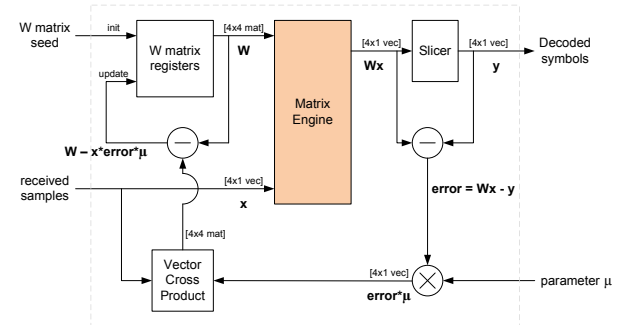 W matrix
seed
init
W matrix
registers
update
[4x4 mat]
W
Matrix
Engine
[4x1 vec]
Wx
Slicer
[4x1 vec]
y
Decoded
symbols
W – x*error*µ
received
samples
[4x1 vec]
x
error = Wx - y
[4x4 mat]
Vector
Cross
Product
[4x1 vec]
error*µ
parameter µ